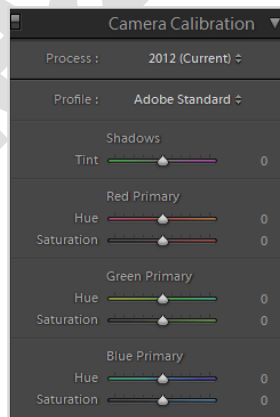 Camera Calibration
Process : 2012 (Current)
Profile : Adobe Standard
Shadows
Tint 0
Red Primary
Hue 0
Saturation 0
Green Primary
Hue 0
Saturation 0
Blue Primary
Hue 0
Saturation 0